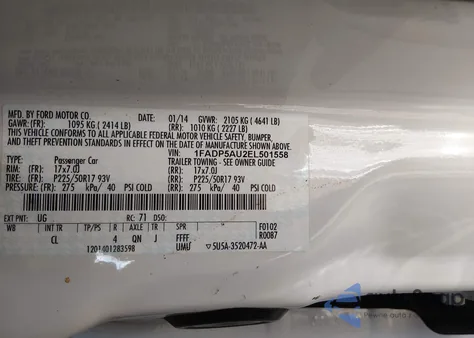 MFD. BY FORD MOTOR CO. DATE: 01/14 GVWR: 2105 KG ( 4641 LB)
GAWR: (FR): 1095 KG ( 2414 LB) (RR): 1010 KG ( 2227 LB)
THIS VEHICLE CONFORMS TO ALL APPLICABLE FEDERAL MOTOR VEHICLE SAFETY, BUMPER,
AND THEFT PREVENTION STANDARDS IN EFFECT ON THE DATE OF MANUFACTURE SHOWN ABOVE.
VIN: 1FADP5AU2EL501558
TYPE: Passenger Car TRAILER TOWING - SEE OWNER GUIDE
RIM: (FR): 17x7.0J (RR): 17x7.0J
TIRE: (FR): P225/50R17 93V (RR): P225/50R17 93V
PRESSURE: (FR): 275 kPa/ 40 PSI COLD (RR): 275 kPa/ 40 PSI COLD
EXT PNT: UG RC: 71 DSO:
WB INT TR TP/PS R AXLE TR SPR F0102
CL 4 QN J FFFF R0087
1201401283598 UMU 5U5A-3520472-AA